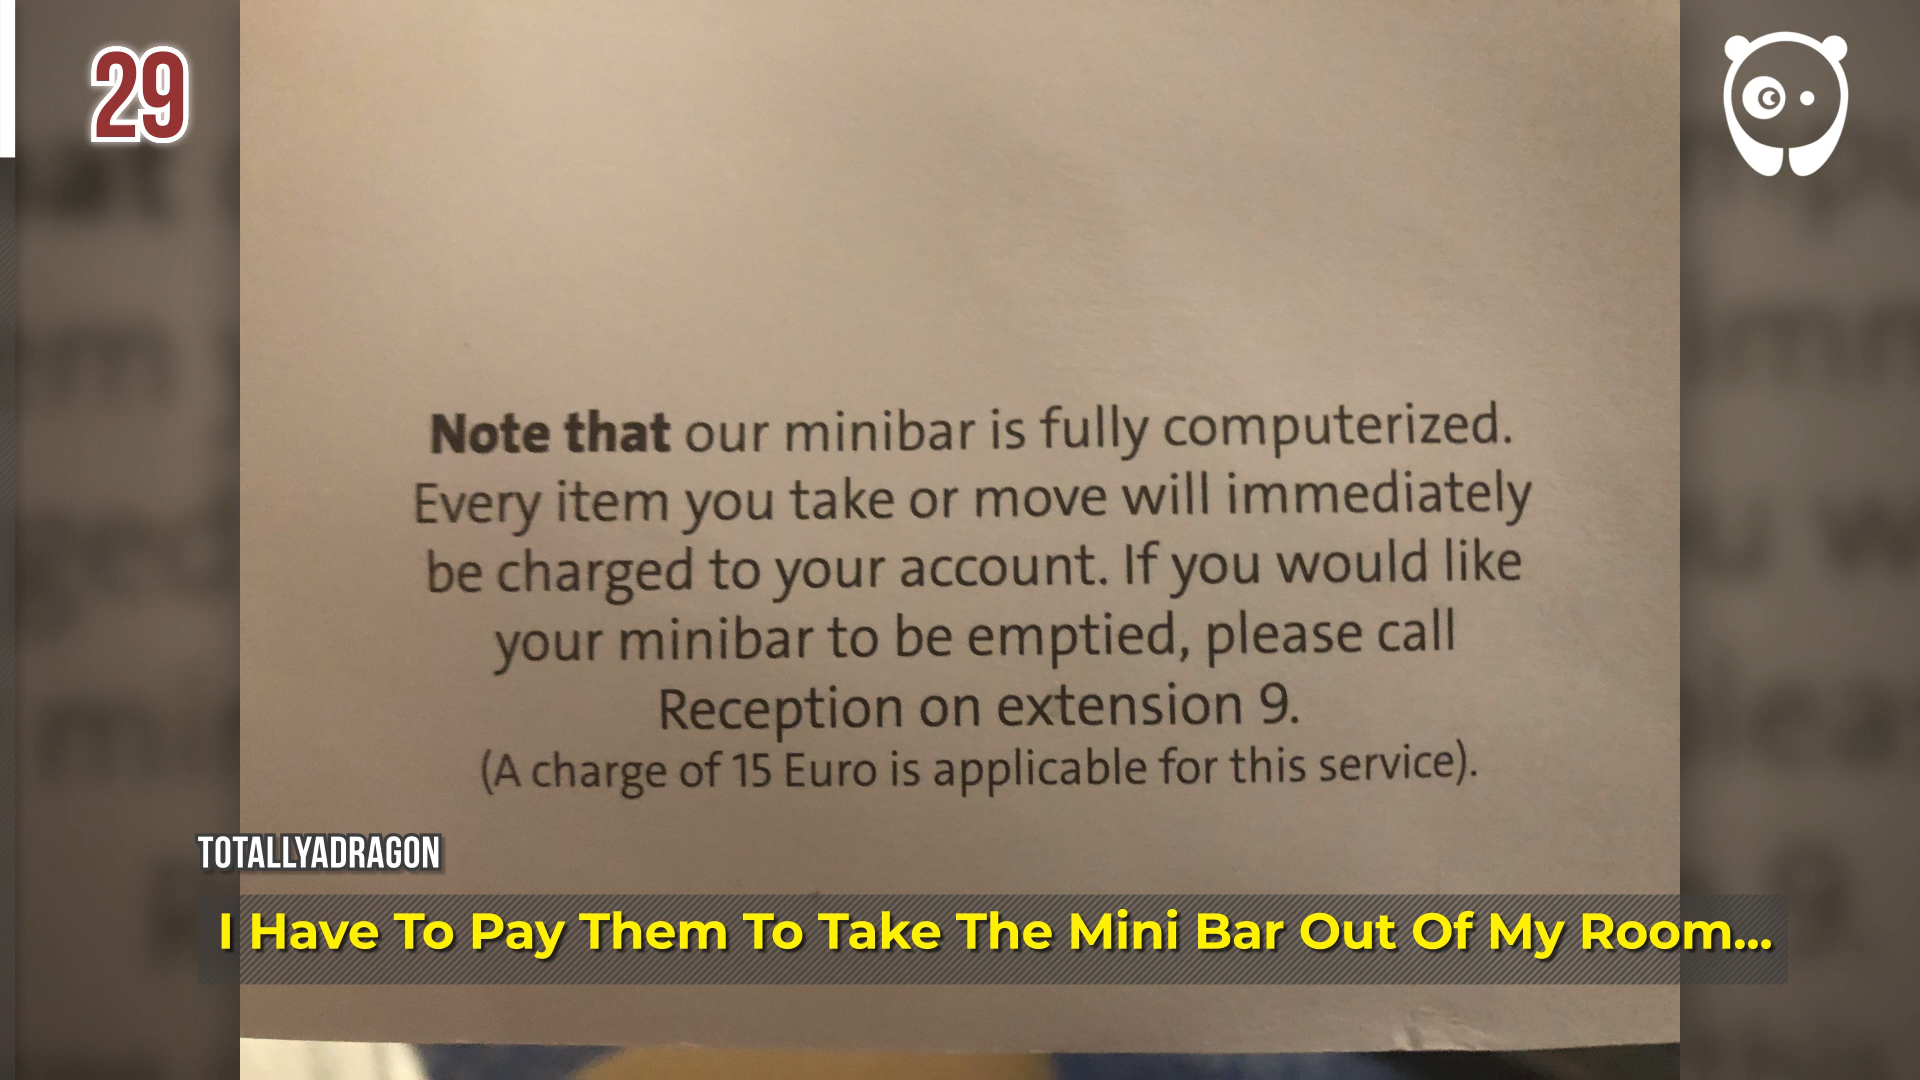 29
Note that our minibar is fully computerized.
Every item you take or move will immediately
be charged to your account. If you would like
your minibar to be emptied, please call
Reception on extension 9.
(A charge of 15 Euro is applicable for this service).
TOTALLYADRAGON
I Have To Pay Them To Take The Mini Bar Out Of My Room...